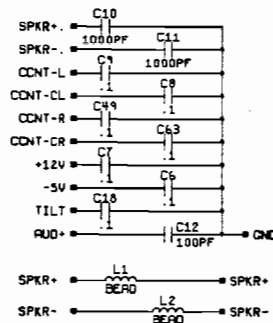 C10
SPKR+.
1000PF
C11
SPKR-.
1000PF
C9
CCNT-L
.1
C8
CCNT-CL
.1
C49
CCNT-R
.1
C63
CCNT-CR
.1
C7
+12V
.1
C6
-5V
.1
C18
TILT
.1
C12
AUD+
GND
100PF
L1
SPKR+ SPKR+
BEAD
L2
SPKR- SPKR-
BEAD